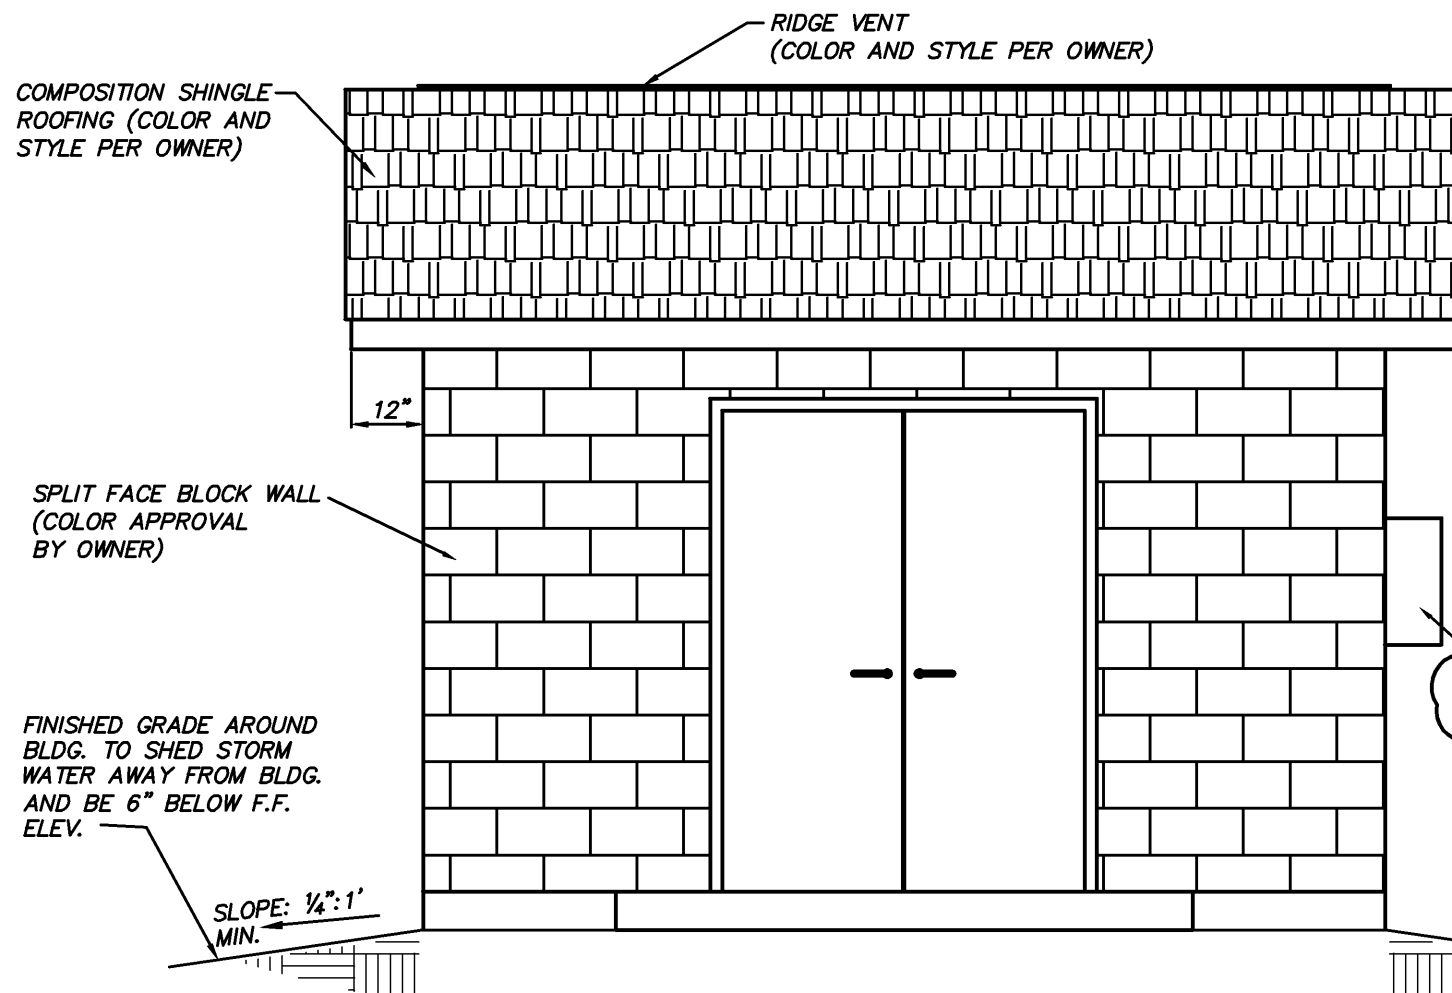 RIDGE VENT
(COLOR AND STYLE PER OWNER)
COMPOSITION SHINGLE
ROOFING (COLOR AND
STYLE PER OWNER)
12"
SPLIT FACE BLOCK WALL
(COLOR APPROVAL
BY OWNER)
FINISHED GRADE AROUND
BLDG. TO SHED STORM
WATER AWAY FROM BLDG.
AND BE 6" BELOW F.F.
ELEV.
SLOPE: ¼":1'
MIN.